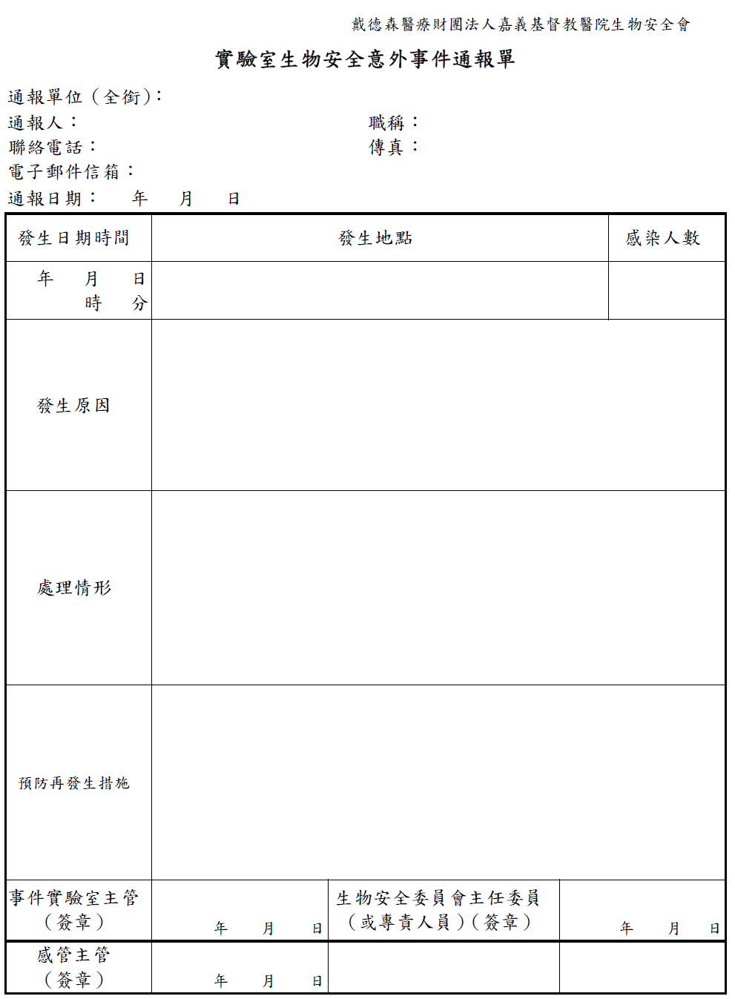 戴德森醫療財團法人嘉義基督教醫院生物安全會
實驗室生物安全意外事件通報單
通報單位（全銜）：
通報人： 職稱：
聯絡電話： 傳真：
電子郵件信箱：
通報日期： 年 月 日
發生日期時間 發生地點 感染人數
年 月 日
時 分
發生原因
處理情形
預防再發生措施
事件實驗室主管 生物安全委員會主任委員
（簽章） 年 月 日 （或專責人員）（簽章） 年 月 日
感管主管
（簽章） 年 月 日